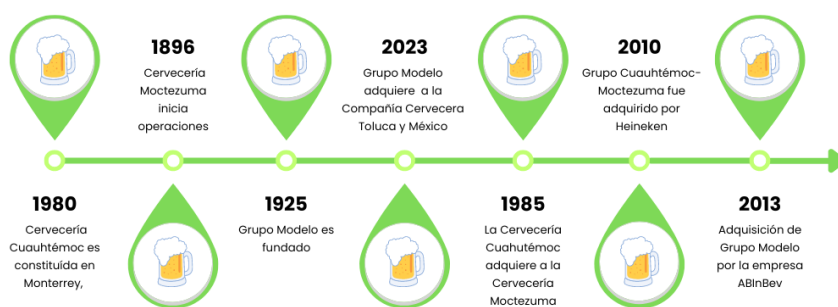 1980
Cervecería
Cuauhtémoc es
constituída en
Monterrey,
1896
Cervecería
Moctezuma
inicia
operaciones
1925
Grupo Modelo es
fundado
2023
Grupo Modelo
adquiere a la
Compañía Cervecera
Toluca y México
1985
La Cervecería
Cuahutémoc
adquiere a la
Cervecería
Moctezuma
2010
Grupo Cuauhtémoc-
Moctezuma fue
adquirido por
Heineken
2013
Adquisición de
Grupo Modelo
por la empresa
ABInBev